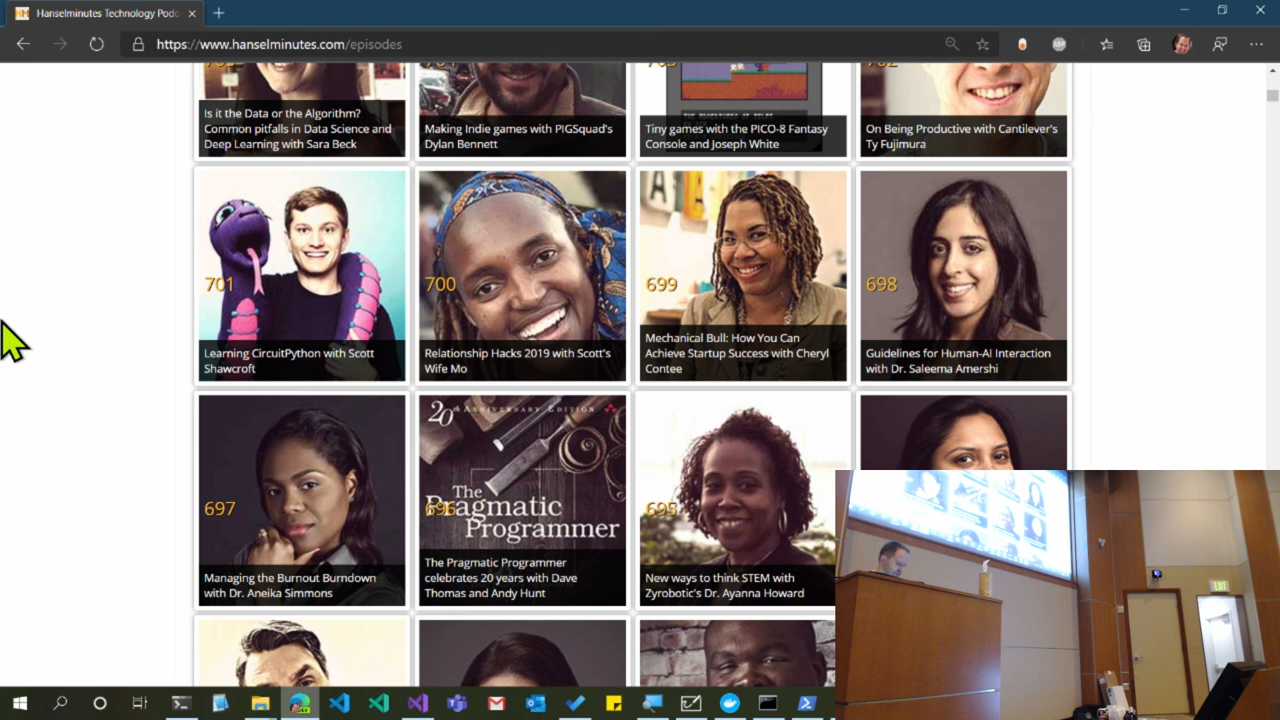 Hanselminutes Technology Podc
https://www.hanselminutes.com/episodes
Is it the Data or the Algorithm?
Common pitfalls in Data Science and
Deep Learning with Sara Beck
Making Indie games with PIGSquad's
Dylan Bennett
Tiny games with the PICO-8 Fantasy
Console and Joseph White
On Being Productive with Cantilever's
Ty Fujimura
701
Learning CircuitPython with Scott
Shawcroft
700
Relationship Hacks 2019 with Scott's
Wife Mo
699
Mechanical Bull: How You Can
Achieve Startup Success with Cheryl
Contee
698
Guidelines for Human-AI Interaction
with Dr. Saleema Amershi
697
Managing the Burnout Burndown
with Dr. Aneika Simmons
20th Anniversary Edition
696
The
Pragmatic
Programmer
The Pragmatic Programmer
celebrates 20 years with Dave
Thomas and Andy Hunt
695
New ways to think STEM with
Zyrobotic's Dr. Ayanna Howard
EXIT